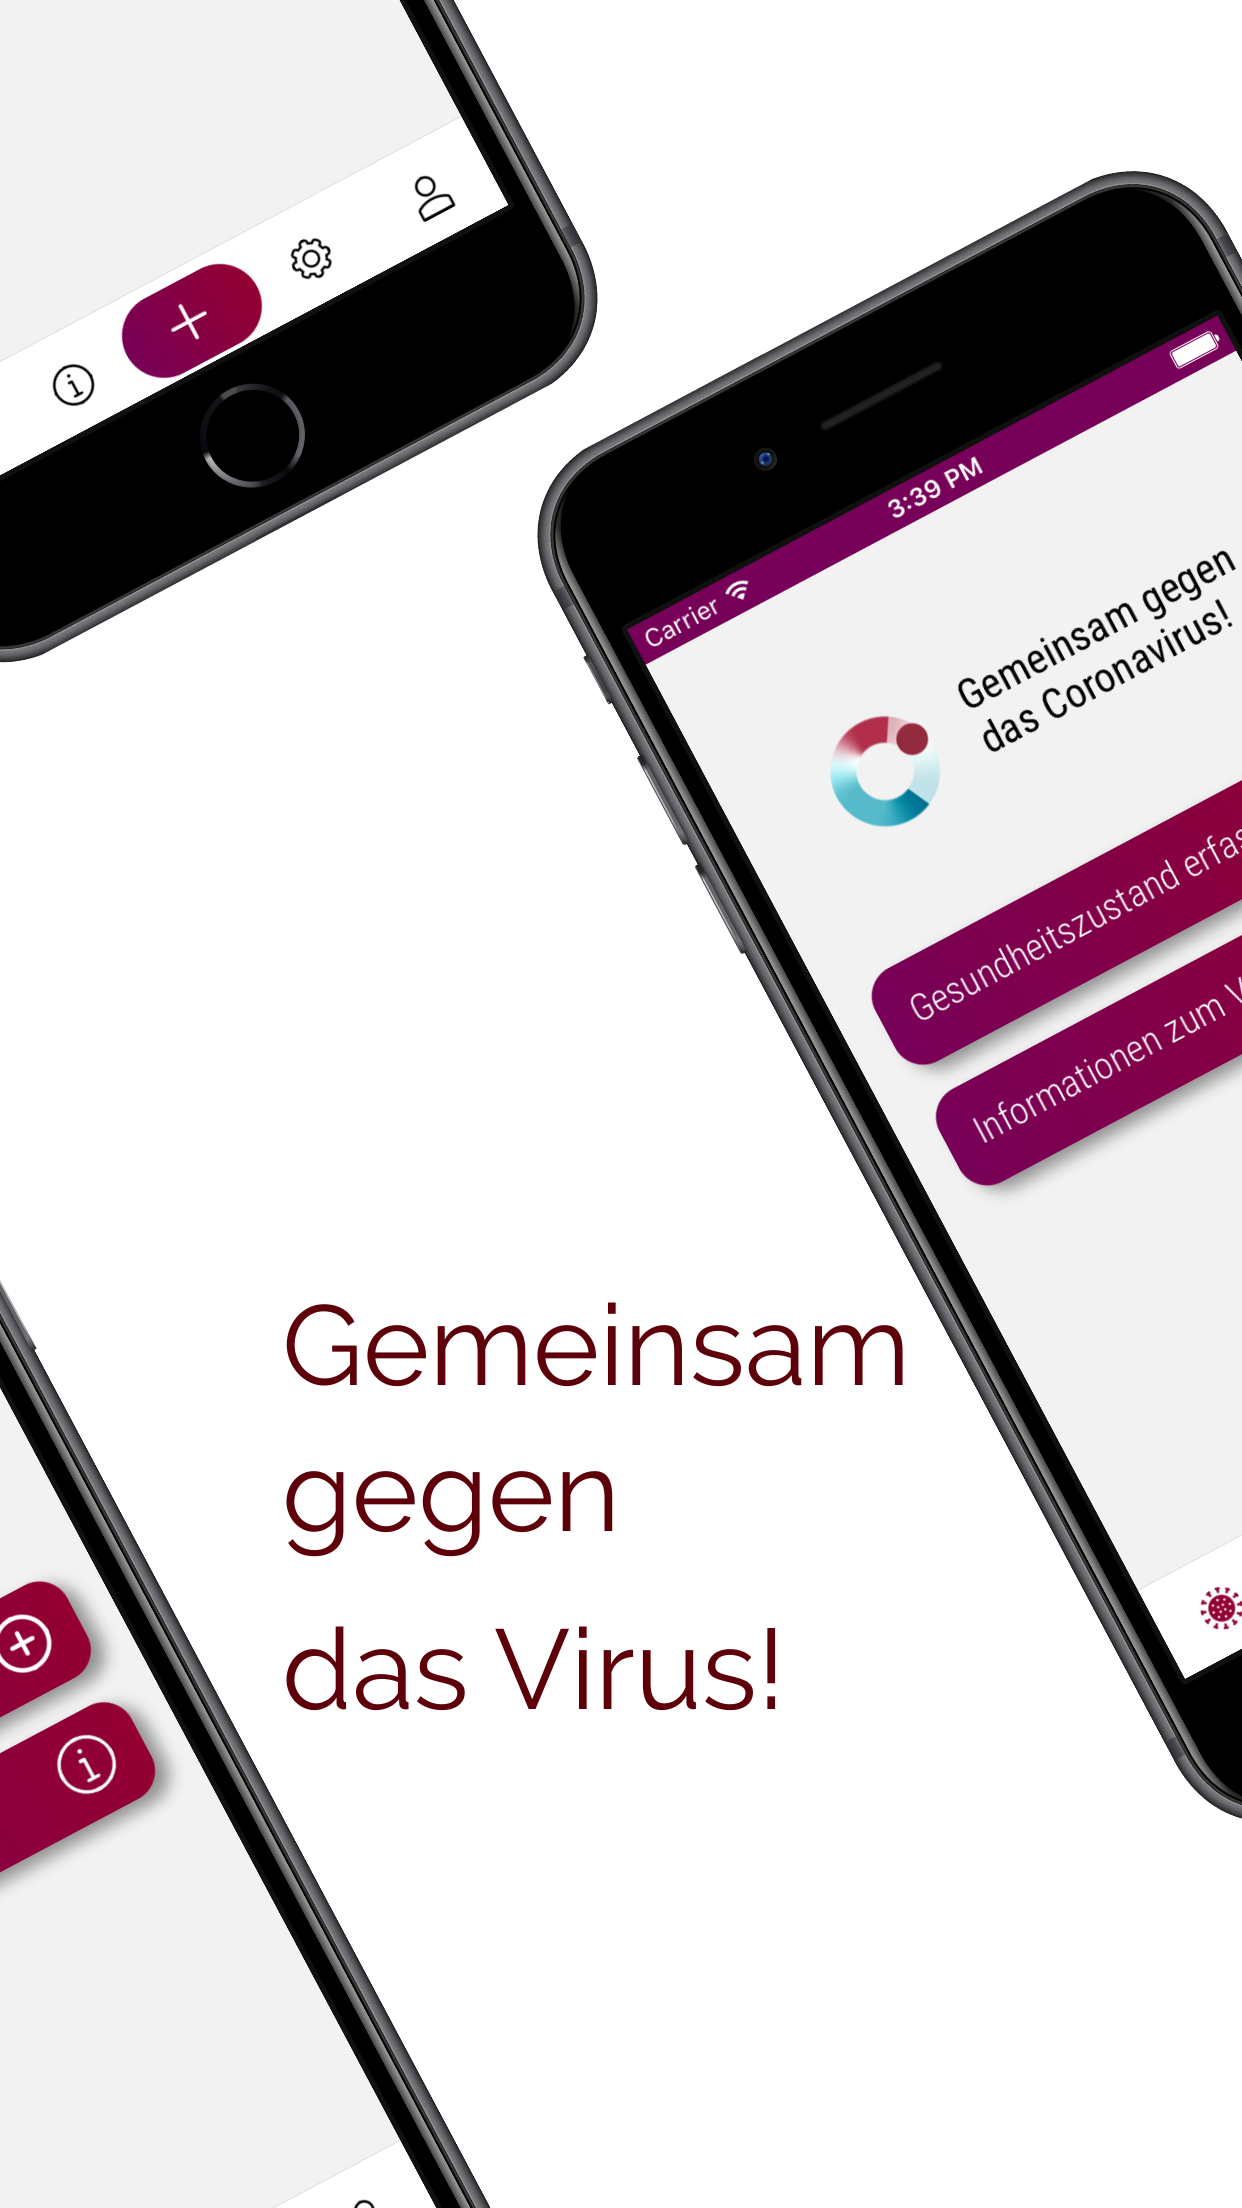 3:39 PM
Carrier
Gemeinsam gegen
das Coronavirus!
Gesundheitszustand
Informationen zum
Gemeinsam
gegen
das Virus!